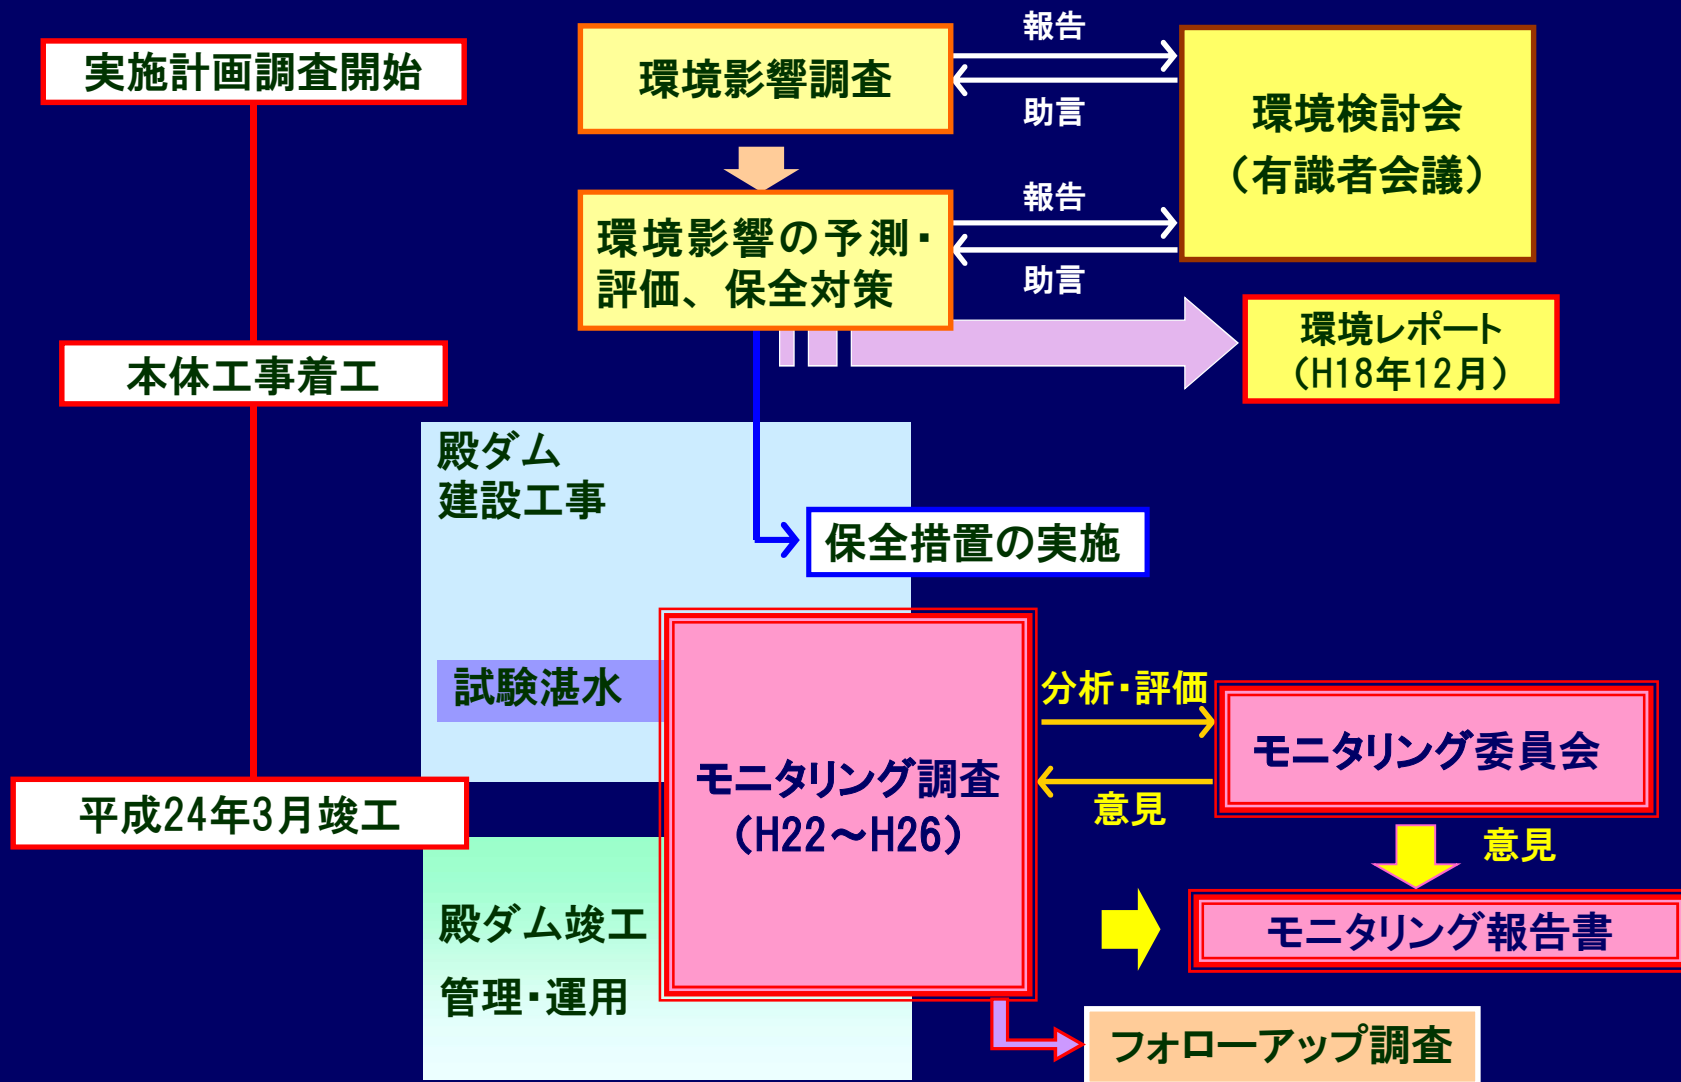 実施計画調査開始
本体工事着工
平成24年3月竣工
環境影響調査
報告
助言
環境検討会
（有識者会議）
環境影響の予測・
評価、保全対策
報告
助言
環境レポート
（H18年12月）
殿ダム
建設工事
保全措置の実施
試験湛水
モニタリング調査
（H22～H26）
分析・評価
意見
モニタリング委員会
意見
モニタリング報告書
殿ダム竣工
管理・運用
フォローアップ調査